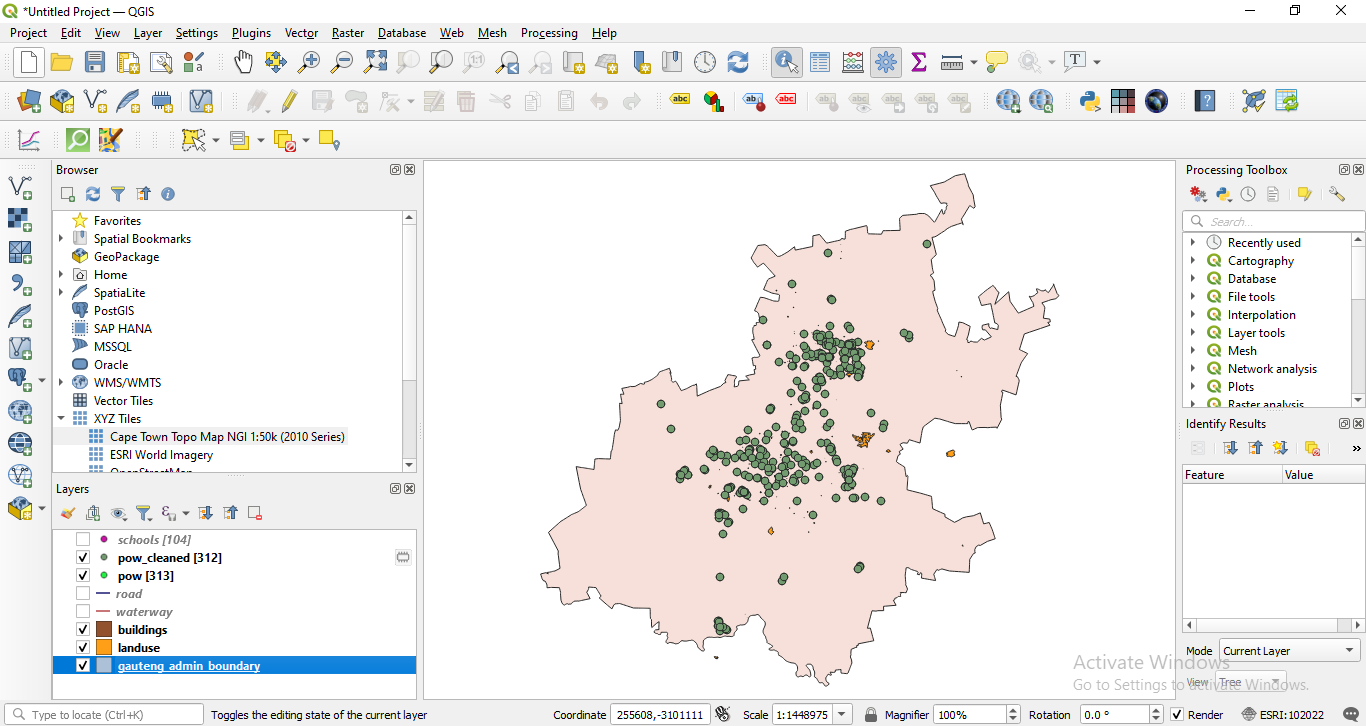 *Untitled Project — QGIS
Project Edit View Layer Settings Plugins Vector Raster Database Web Mesh Processing Help
Browser
Favorites
Spatial Bookmarks
GeoPackage
Home
SpatiaLite
PostGIS
SAP HANA
MSSQL
Oracle
WMS/WMTS
Vector Tiles
XYZ Tiles
Cape Town Topo Map NGI 1:50k (2010 Series)
ESRI World Imagery
OpenStreetMap
Layers
schools [104]
pow_cleaned [312]
pow [313]
road
waterway
buildings
landuse
gauteng_admin_boundary
Processing Toolbox
Search...
Recently used
Cartography
Database
File tools
Interpolation
Layer tools
Mesh
Network analysis
Plots
Raster analysis
Identify Results
»
Feature Value
Mode Current Layer
View Tree
Activate Windows
Go to Settings to activate Windows.
Type to locate (Ctrl+K) Toggles the editing state of the current layer Coordinate 255608,-3101111 Scale 1:1448975 Magnifier 100% Rotation 0.0 ° Render ESRI:102022